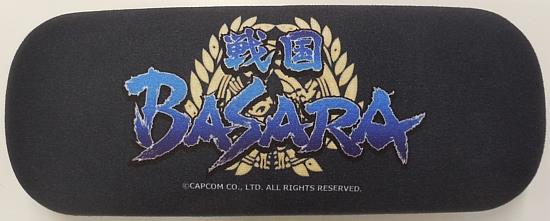 戦国
BASARA
©CAPCOM CO., LTD. ALL RIGHTS RESERVED.